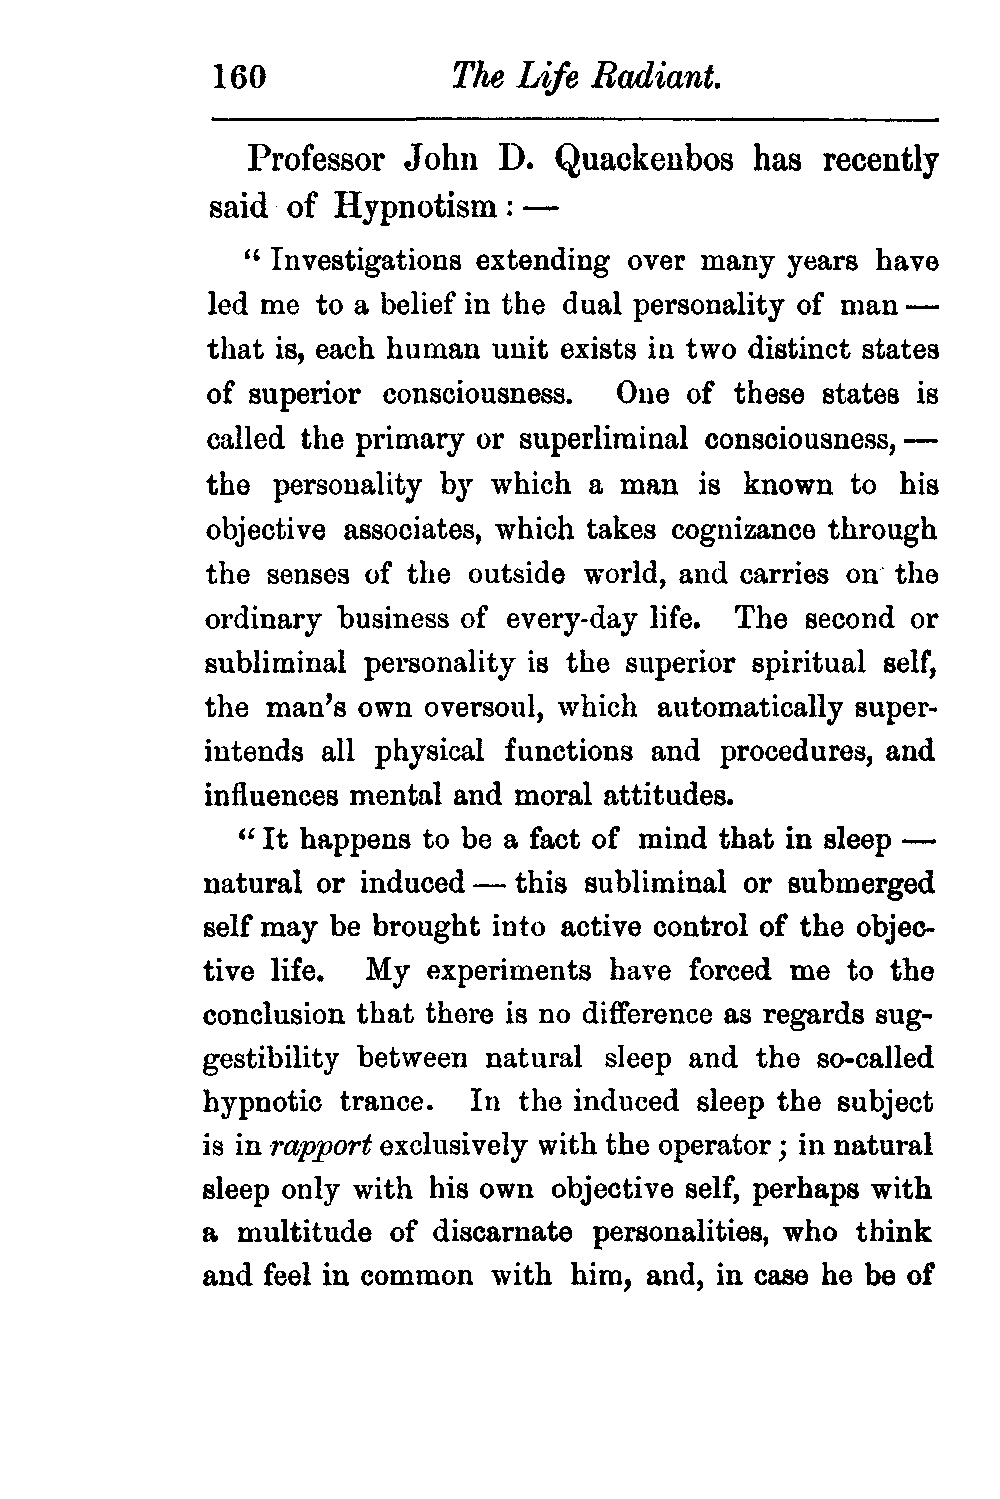 160 The Life Radiant.
Professor John D. Quackenbos has recently
said of Hypnotism : —
“ Investigations extending over many years have
led me to a belief in the dual personality of man —
that is, each human unit exists in two distinct states
of superior consciousness. One of these states is
called the primary or superliminal consciousness, —
the personality by which a man is known to his
objective associates, which takes cognizance through
the senses of the outside world, and carries on the
ordinary business of every-day life. The second or
subliminal personality is the superior spiritual self,
the man’s own oversoul, which automatically super-
intends all physical functions and procedures, and
influences mental and moral attitudes.
“ It happens to be a fact of mind that in sleep —
natural or induced — this subliminal or submerged
self may be brought into active control of the objec-
tive life. My experiments have forced me to the
conclusion that there is no difference as regards sug-
gestibility between natural sleep and the so-called
hypnotic trance. In the induced sleep the subject
is in rapport exclusively with the operator ; in natural
sleep only with his own objective self, perhaps with
a multitude of discarnate personalities, who think
and feel in common with him, and, in case he be of